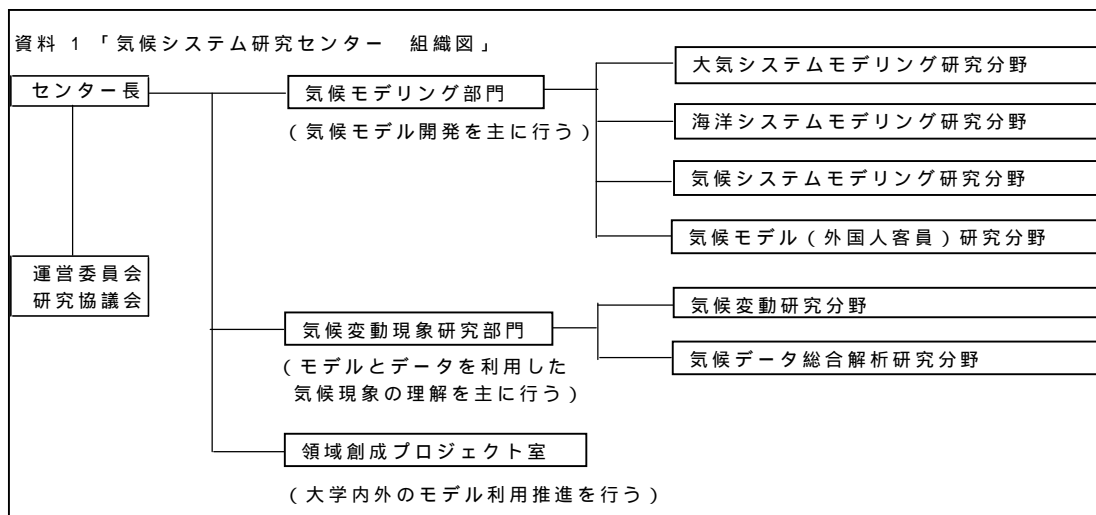 資料 1 「気候システム研究センター 組織図」
センター長
運営委員会
研究協議会
気候モデリング部門
(気候モデル開発を主に行う)
大気システムモデリング研究分野
海洋システムモデリング研究分野
気候システムモデリング研究分野
気候モデル(外国人客員)研究分野
気候変動現象研究部門
(モデルとデータを利用した
気候現象の理解を主に行う)
気候変動研究分野
気候データ総合解析研究分野
領域創成プロジェクト室
(大学内外のモデル利用推進を行う)